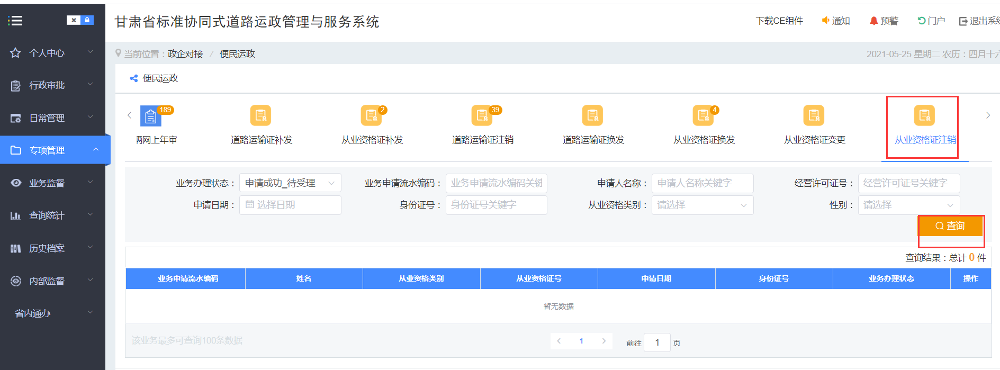 甘肃省标准协同式道路运政管理与服务系统
下载CE组件 通知 预警 门户 退出系统
个人中心
行政审批
日常管理
专项管理
业务监督
查询统计
历史档案
内部监督
省内通办
当前位置：政企对接 / 便民运政
2021-05-25 星期二 农历：四月十
便民运政
189 2 39 4
两网上年审 道路运输证补发 从业资格证补发 道路运输证注销 道路运输证换发 从业资格证换发 从业资格证变更 从业资格证注销
业务办理状态： 申请成功_待受理 业务申请流水编码： 业务申请流水编码关键 申请人名称： 申请人名称关键字 经营许可证号： 经营许可证号关键字
申请日期： 选择日期 身份证号： 身份证号关键字 从业资格类别： 请选择 性别： 请选择
查询
查询结果：总计 0 件
业务申请流水编码 姓名 从业资格类别 从业资格证号 申请日期 身份证号 业务办理状态 操作
暂无数据
该业务最多可查询100条数据
1 前往 1 页